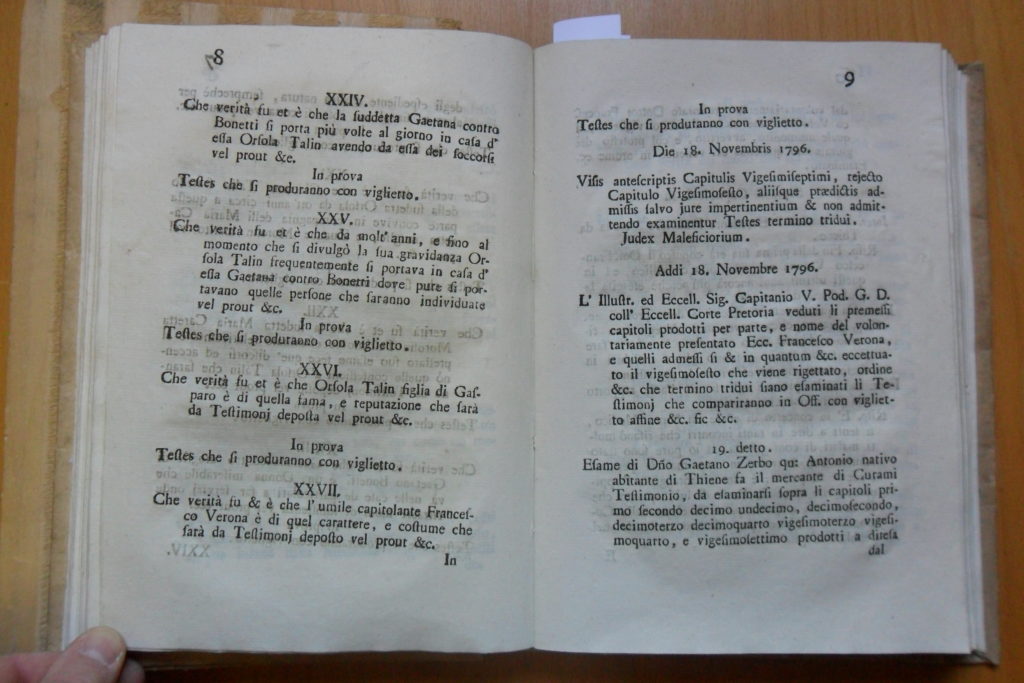 8
XXIV.
Che verità fu et è che la suddetta Gaetana contro
Bonetti si porta più volte al giorno in casa d'
essa Orsola Talin avendo da essa dei soccorsi
vel prout &c.
In prova
Testes che si produranno con viglietto.
XXV.
Che verità fu et è che da molt' anni, e fino al
momento che si divulgò la sua gravidanza Or-
sola Talin frequentemente si portava in casa d'
essa Gaetana contro Bonetti dove pure si por-
tavano quelle persone che saranno individuate
vel prout &c.
In prova
Testes che si produranno con viglietto.
XXVI.
Che verità fu et è che Orsola Talin figlia di Gas-
paro è di quella fama, e reputazione che sarà
da Testimonj deposta vel prout &c.
In prova
Testes che si produranno con viglietto.
XXVII.
Che verità fu & è che l'umile capitolante Frances-
co Verona è di quel carattere, e costume che
sarà da Testimonj deposto vel prout &c.
In
9
In prova
Testes che si produtanno con viglietto.
Die 18. Novembris 1796.
Visis antescriptis Capitulis Vigesimiseptimi, rejecto
Capitulo Vigesimosesto, aliisque prædictis ad-
missis salvo jure impertinentium & non admit-
tendo examinentur Testes termino tridui.
Judex Maleficiorium.
Addi 18. Novembre 1796.
L' Illustr. ed Eccell. Sig. Capitanio V. Pod. G. D.
coll' Eccell. Corte Pretoria veduti li premessi
capitoli prodotti per parte, e nome del volon-
tariamente presentato Ecc. Francesco Verona,
e quelli admessi si & in quantum &c. eccettua-
to il vigesimosesto che viene rigettato, ordine
&c. che termino tridui siano esaminati li Te-
stimonj che compariranno in Off. con vigliet-
to affine &c. sic &c.
19. detto.
Esame di Dño Gaetano Zerbo qu: Antonio nativo
abitante di Thiene fa il mercante di Curami
Testimonio, da esaminarsi sopra li capitoli pri-
mo secondo decimo undecimo, decimosecondo,
decimoterzo decimoquarto vigesimoterzo vigesi-
moquarto, e vigesimosettimo prodotti a difesa
dal